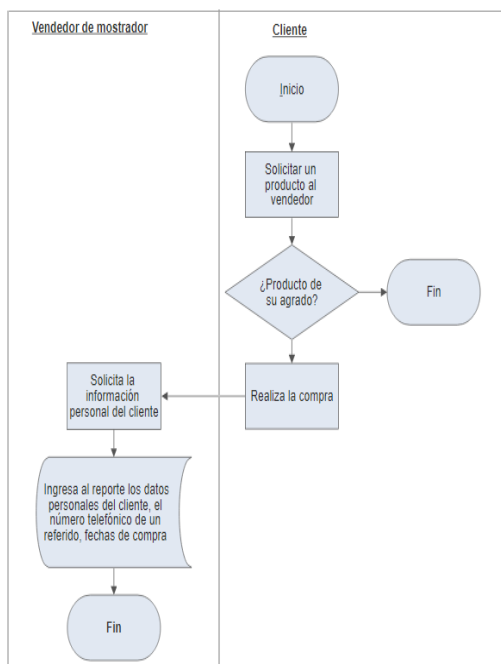 Vendedor de mostrador
Cliente
Inicio
Solicitar un
producto al
vendedor
¿Producto de
su agrado?
Fin
Realiza la compra
Solicita la
información
personal del cliente
Ingresa al reporte los datos
personales del cliente, el
número telefónico de un
referido, fechas de compra
Fin